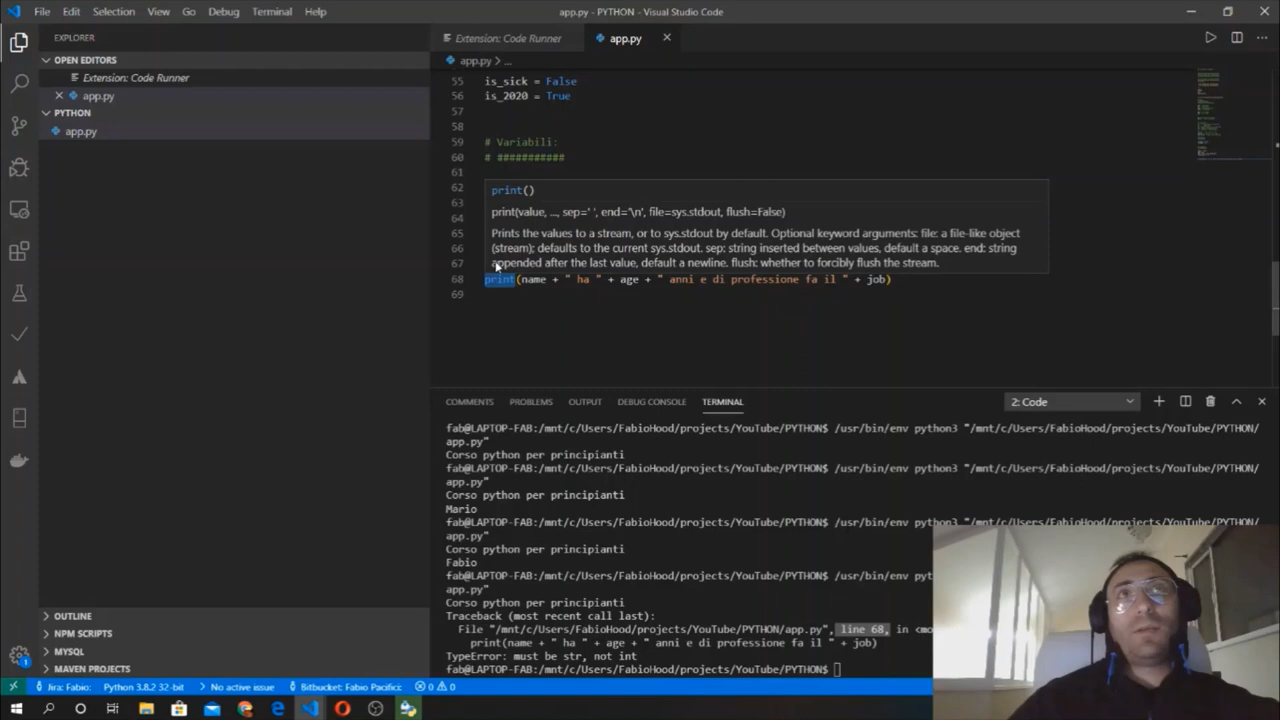 File Edit Selection View Go Debug Terminal Help
app.py - PYTHON - Visual Studio Code
EXPLORER
OPEN EDITORS
Extension: Code Runner
app.py
PYTHON
app.py
OUTLINE
NPM SCRIPTS
MYSQL
MAVEN PROJECTS
Extension: Code Runner
app.py
app.py > ...
55 is_sick = False
56 is_2020 = True
57
58
59 # Variabili:
60 # ###########
61
62
63
64
65
66
67
print()
print(value, ..., sep=' ', end='\n', file=sys.stdout, flush=False)
Prints the values to a stream, or to sys.stdout by default. Optional keyword arguments: file: a file-like object
(stream); defaults to the current sys.stdout. sep: string inserted between values, default a space. end: string
appended after the last value, default a newline. flush: whether to forcibly flush the stream.
68 print(name + " ha " + age + " anni e di professione fa il " + job)
69
COMMENTS PROBLEMS OUTPUT DEBUG CONSOLE TERMINAL
2: Code
fab@LAPTOP-FAB:/mnt/c/Users/FabioHood/projects/YouTube/PYTHON$ /usr/bin/env python3 "/mnt/c/Users/FabioHood/projects/YouTube/PYTHON/
app.py"
Corso python per principianti
fab@LAPTOP-FAB:/mnt/c/Users/FabioHood/projects/YouTube/PYTHON$ /usr/bin/env python3 "/mnt/c/Users/FabioHood/projects/YouTube/PYTHON/
app.py"
Corso python per principianti
Mario
fab@LAPTOP-FAB:/mnt/c/Users/FabioHood/projects/YouTube/PYTHON$ /usr/bin/env python3 "/mnt/c/Users/FabioHood/projects/YouTube/PYTHON/
app.py"
Corso python per principianti
Fabio
fab@LAPTOP-FAB:/mnt/c/Users/FabioHood/projects/YouTube/PYTHON$ /usr/bin/env pyt
app.py"
Corso python per principianti
Traceback (most recent call last):
File "/mnt/c/Users/FabioHood/projects/YouTube/PYTHON/app.py", line 68, in <mo
print(name + " ha " + age + " anni e di professione fa il " + job)
TypeError: must be str, not int
fab@LAPTOP-FAB:/mnt/c/Users/FabioHood/projects/YouTube/PYTHON$
Jira: Fabio: Python 3.8.2 32-bit No active issue Bitbucket: Fabio Pacifici: 0 0